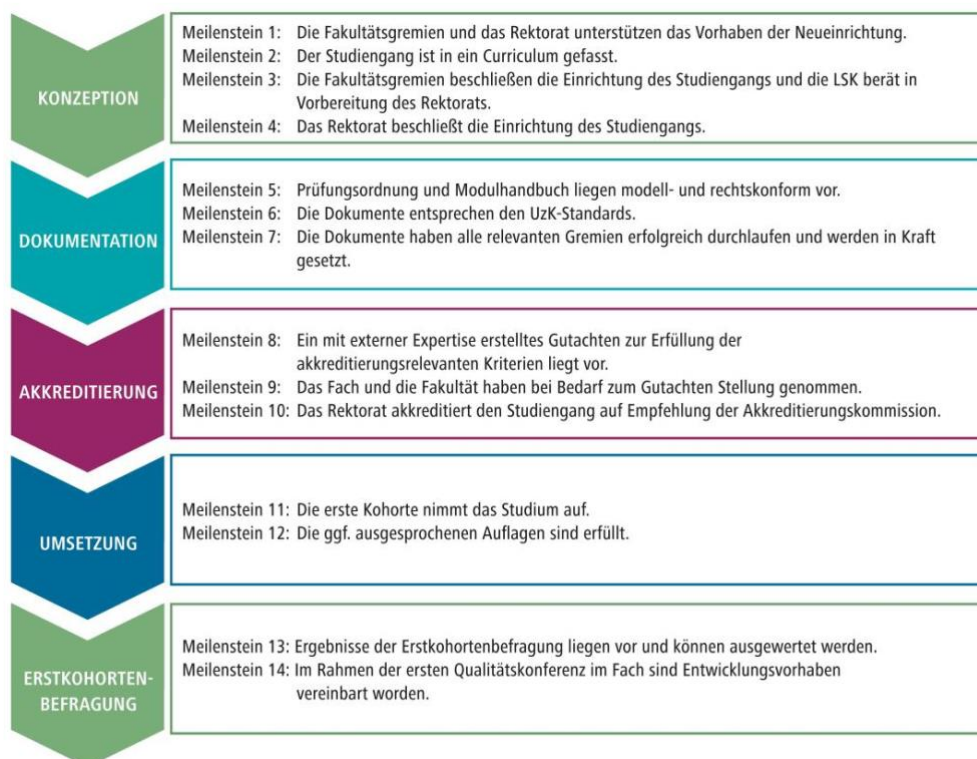 KONZEPTION
Meilenstein 1: Die Fakultätsgremien und das Rektorat unterstützen das Vorhaben der Neueinrichtung.
Meilenstein 2: Der Studiengang ist in ein Curriculum gefasst.
Meilenstein 3: Die Fakultätsgremien beschließen die Einrichtung des Studiengangs und die LSK berät in
Vorbereitung des Rektorats.
Meilenstein 4: Das Rektorat beschließt die Einrichtung des Studiengangs.
DOKUMENTATION
Meilenstein 5: Prüfungsordnung und Modulhandbuch liegen modell- und rechtskonform vor.
Meilenstein 6: Die Dokumente entsprechen den UzK-Standards.
Meilenstein 7: Die Dokumente haben alle relevanten Gremien erfolgreich durchlaufen und werden in Kraft
gesetzt.
AKKREDITIERUNG
Meilenstein 8: Ein mit externer Expertise erstelltes Gutachten zur Erfüllung der
akkreditierungsrelevanten Kriterien liegt vor.
Meilenstein 9: Das Fach und die Fakultät haben bei Bedarf zum Gutachten Stellung genommen.
Meilenstein 10: Das Rektorat akkreditiert den Studiengang auf Empfehlung der Akkreditierungskommission.
UMSETZUNG
Meilenstein 11: Die erste Kohorte nimmt das Studium auf.
Meilenstein 12: Die ggf. ausgesprochenen Auflagen sind erfüllt.
ERSTKOHORTEN-
BEFRAGUNG
Meilenstein 13: Ergebnisse der Erstkohortenbefragung liegen vor und können ausgewertet werden.
Meilenstein 14: Im Rahmen der ersten Qualitätskonferenz im Fach sind Entwicklungsvorhaben
vereinbart worden.